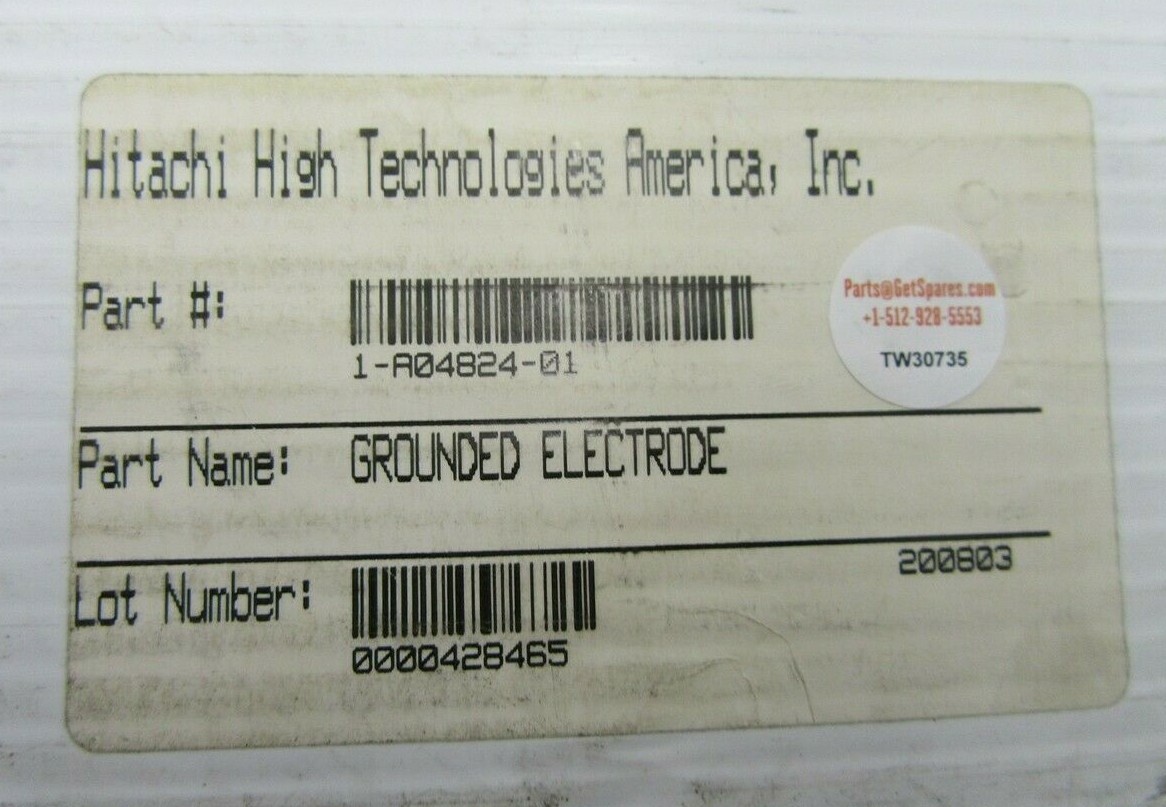 Hitachi High Technologies America, Inc.
Part #:
1-A04824-01
Parts@GetSpares.com
+1-512-928-5553
TW30735
Part Name: GROUNDED ELECTRODE
200803
Lot Number:
0000428465